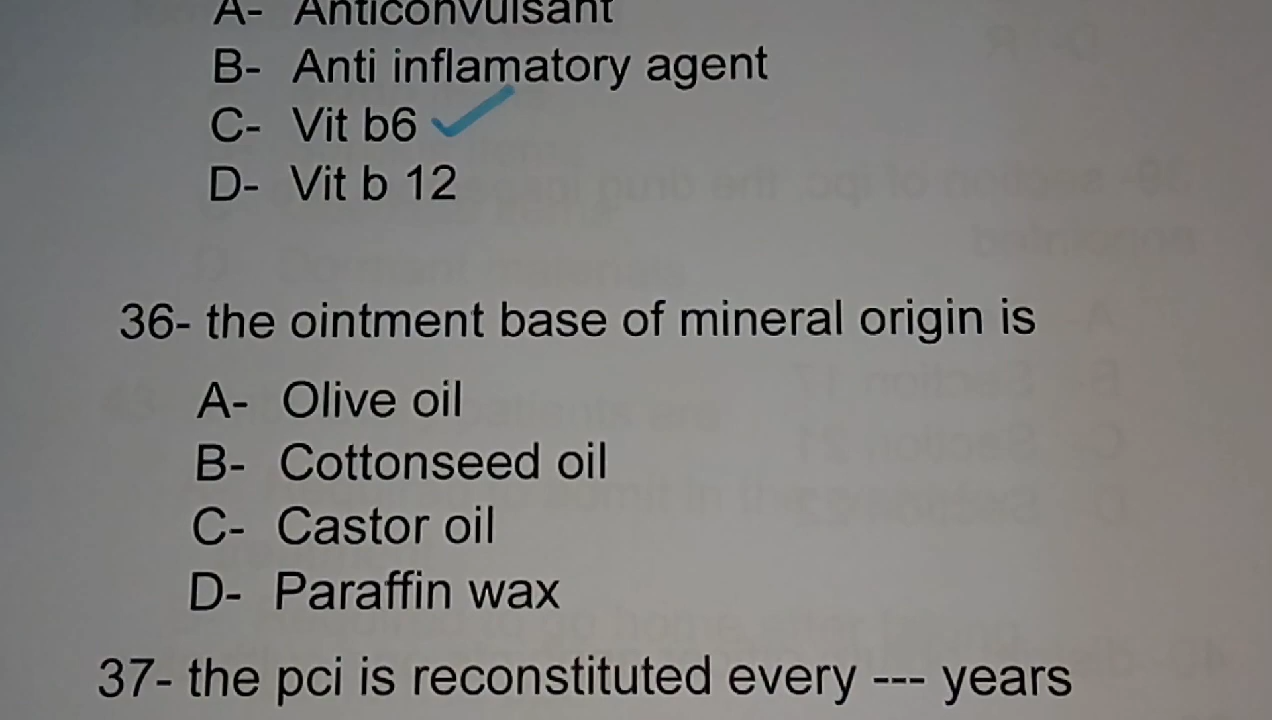 A- Anticonvulsant
B- Anti inflamatory agent
C- Vit b6
D- Vit b 12
36- the ointment base of mineral origin is
A- Olive oil
B- Cottonseed oil
C- Castor oil
D- Paraffin wax
37- the pci is reconstituted every --- years